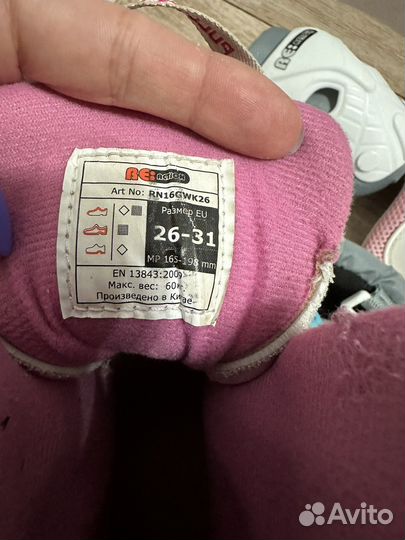 RE:ACTION
Art No: RN16GWK26
Размер EU
26-31
MP 165-198 mm
EN 13843:2009
Макс. вес: 60кг
Произведено в Китае
Avito